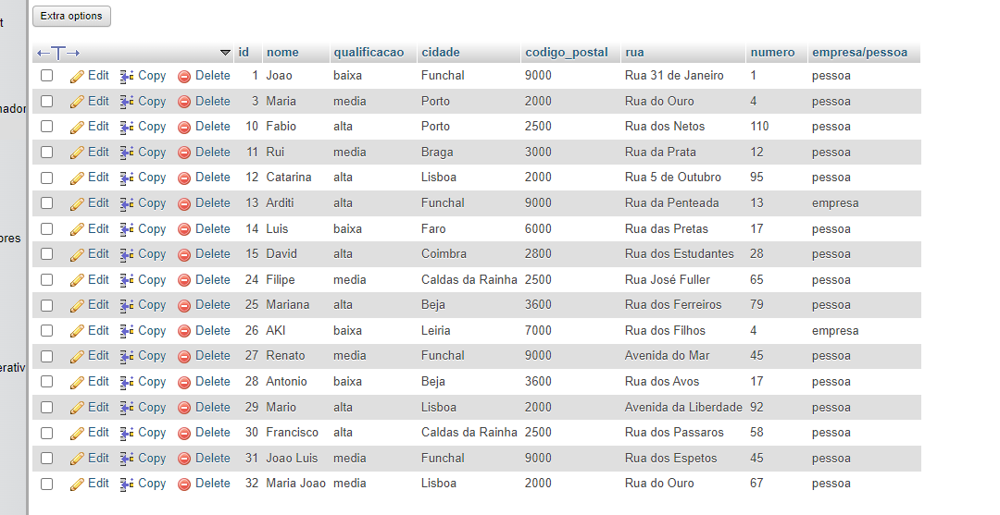 t
Extra options
id nome qualificacao cidade codigo_postal rua numero empresa/pessoa
Edit Copy Delete 1 Joao baixa Funchal 9000 Rua 31 de Janeiro 1 pessoa
nador
Edit Copy Delete 3 Maria media Porto 2000 Rua do Ouro 4 pessoa
Edit Copy Delete 10 Fabio alta Porto 2500 Rua dos Netos 110 pessoa
Edit Copy Delete 11 Rui media Braga 3000 Rua da Prata 12 pessoa
Edit Copy Delete 12 Catarina alta Lisboa 2000 Rua 5 de Outubro 95 pessoa
Edit Copy Delete 13 Arditi alta Funchal 9000 Rua da Penteada 13 empresa
Edit Copy Delete 14 Luis baixa Faro 6000 Rua das Pretas 17 pessoa
ores
Edit Copy Delete 15 David alta Coimbra 2800 Rua dos Estudantes 28 pessoa
Edit Copy Delete 24 Filipe media Caldas da Rainha 2500 Rua José Fuller 65 pessoa
Edit Copy Delete 25 Mariana alta Beja 3600 Rua dos Ferreiros 79 pessoa
Edit Copy Delete 26 AKI baixa Leiria 7000 Rua dos Filhos 4 empresa
Edit Copy Delete 27 Renato media Funchal 9000 Avenida do Mar 45 pessoa
erativ
Edit Copy Delete 28 Antonio baixa Beja 3600 Rua dos Avos 17 pessoa
Edit Copy Delete 29 Mario alta Lisboa 2000 Avenida da Liberdade 92 pessoa
Edit Copy Delete 30 Francisco alta Caldas da Rainha 2500 Rua dos Passaros 58 pessoa
Edit Copy Delete 31 Joao Luis media Funchal 9000 Rua dos Espetos 45 pessoa
Edit Copy Delete 32 Maria Joao media Lisboa 2000 Rua do Ouro 67 pessoa